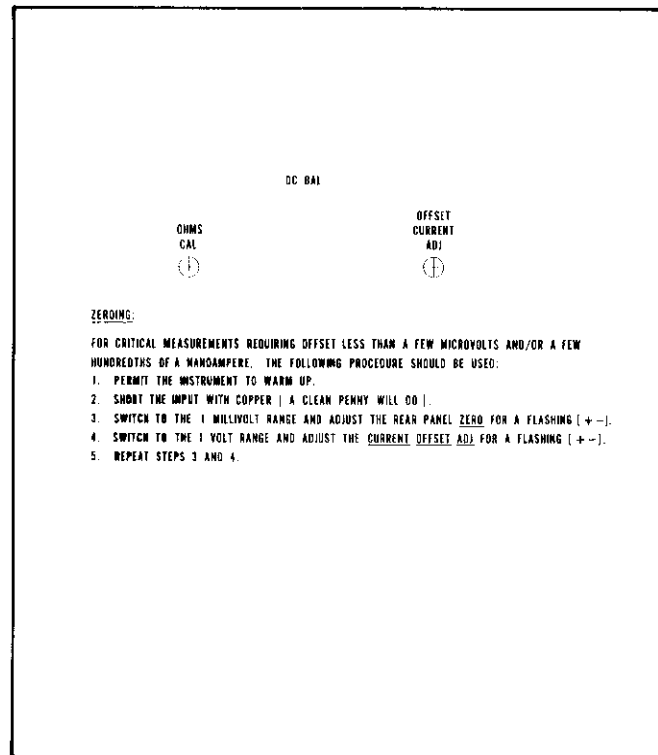 DC BAL
OHMS
CAL
OFFSET
CURRENT
ADJ
ZEROING:
FOR CRITICAL MEASUREMENTS REQUIRING OFFSET LESS THAN A FEW MICROVOLTS AND/OR A FEW
HUNDREDTHS OF A NANOAMPERE, THE FOLLOWING PROCEDURE SHOULD BE USED:
1. PERMIT THE INSTRUMENT TO WARM UP.
2. SHORT THE INPUT WITH COPPER ( A CLEAN PENNY WILL DO ).
3. SWITCH TO THE 1 MILLIVOLT RANGE AND ADJUST THE REAR PANEL ZERO FOR A FLASHING [ + -].
4. SWITCH TO THE 1 VOLT RANGE AND ADJUST THE CURRENT OFFSET ADJ FOR A FLASHING [ + -].
5. REPEAT STEPS 3 AND 4.